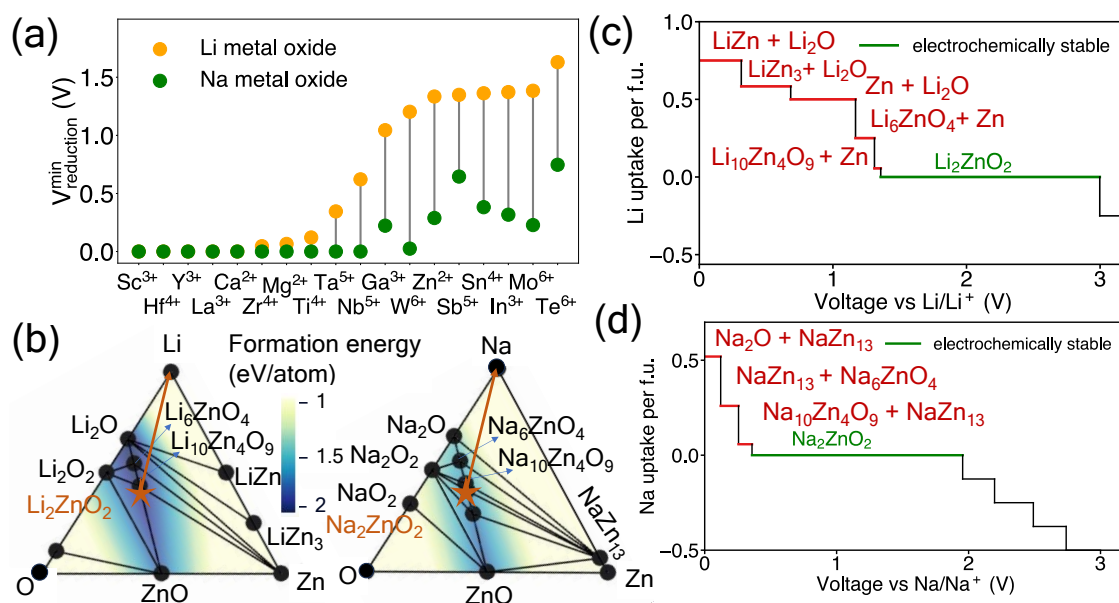 (a)
Li metal oxide
Na metal oxide
V^min_reduction (V)
1.5
1.0
0.5
0.0
Sc³⁺ Y³⁺ Ca²⁺ Mg²⁺ Ta⁵⁺ Ga³⁺ Zn²⁺ Sn⁴⁺ Mo⁶⁺
Hf⁴⁺ La³⁺ Zr⁴⁺ Ti⁴⁺ Nb⁵⁺ W⁶⁺ Sb⁵⁺ In³⁺ Te⁶⁺
(b)
Li
Formation energy
(eV/atom)
- 1
- 1.5
- 2
Li₂O
Li₆ZnO₄
Li₁₀Zn₄O₉
Li₂O₂
LiZn
Li₂ZnO₂
LiZn₃
O
ZnO
Zn
Na
Na₂O
Na₆ZnO₄
Na₂O₂
Na₁₀Zn₄O₉
NaO₂
Na₂ZnO₂
NaZn₁₃
O
ZnO
Zn
(c)
LiZn + Li₂O
electrochemically stable
LiZn₃+ Li₂O
Zn + Li₂O
Li₆ZnO₄+ Zn
Li₁₀Zn₄O₉ + Zn
Li₂ZnO₂
Li uptake per f.u.
1.0
0.5
0.0
−0.5
0 1 2 3
Voltage vs Li/Li⁺ (V)
(d)
Na₂O + NaZn₁₃
electrochemically stable
NaZn₁₃ + Na₆ZnO₄
Na₁₀Zn₄O₉ + NaZn₁₃
Na₂ZnO₂
Na uptake per f.u.
0.5
0.0
−0.5
0 1 2 3
Voltage vs Na/Na⁺ (V)